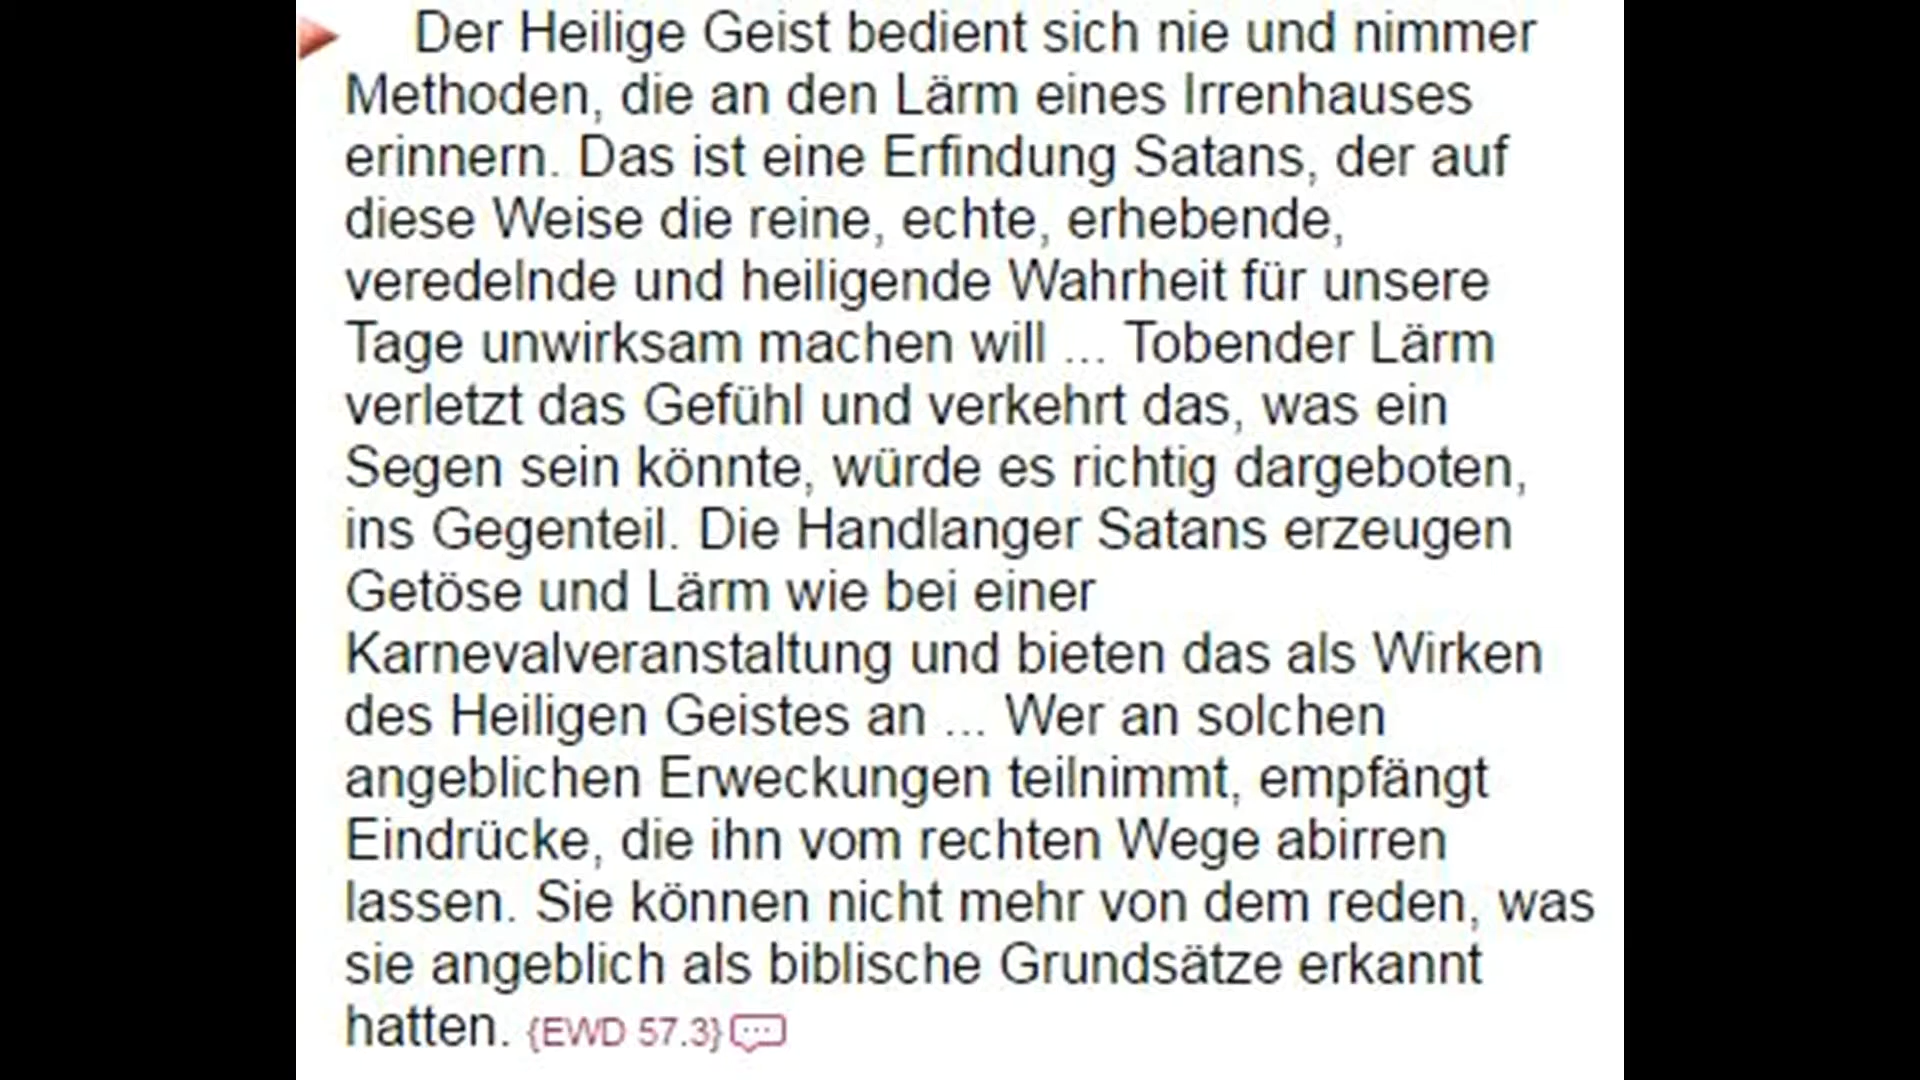 Der Heilige Geist bedient sich nie und nimmer
Methoden, die an den Lärm eines Irrenhauses
erinnern. Das ist eine Erfindung Satans, der auf
diese Weise die reine, echte, erhebende,
veredelnde und heiligende Wahrheit für unsere
Tage unwirksam machen will ... Tobender Lärm
verletzt das Gefühl und verkehrt das, was ein
Segen sein könnte, würde es richtig dargeboten,
ins Gegenteil. Die Handlanger Satans erzeugen
Getöse und Lärm wie bei einer
Karnevalveranstaltung und bieten das als Wirken
des Heiligen Geistes an ... Wer an solchen
angeblichen Erweckungen teilnimmt, empfängt
Eindrücke, die ihn vom rechten Wege abirren
lassen. Sie können nicht mehr von dem reden, was
sie angeblich als biblische Grundsätze erkannt
hatten. {EWD 57.3}